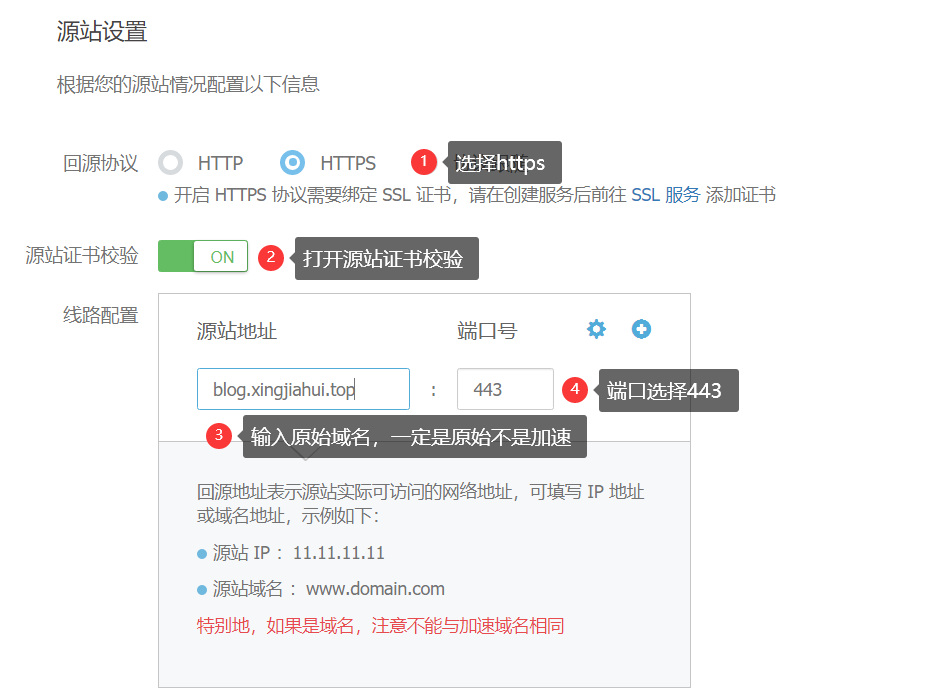 源站设置
根据您的源站情况配置以下信息
回源协议 HTTP HTTPS 1 选择https
开启 HTTPS 协议需要绑定 SSL 证书，请在创建服务后前往 SSL 服务 添加证书
源站证书校验 ON 2 打开源站证书校验
线路配置
源站地址 端口号
blog.xingjiahui.top : 443 4 端口选择443
3 输入原始域名，一定是原始不是加速
回源地址表示源站实际可访问的网络地址，可填写 IP 地址
或域名地址，示例如下：
源站 IP： 11.11.11.11
源站域名： www.domain.com
特别地，如果是域名，注意不能与加速域名相同